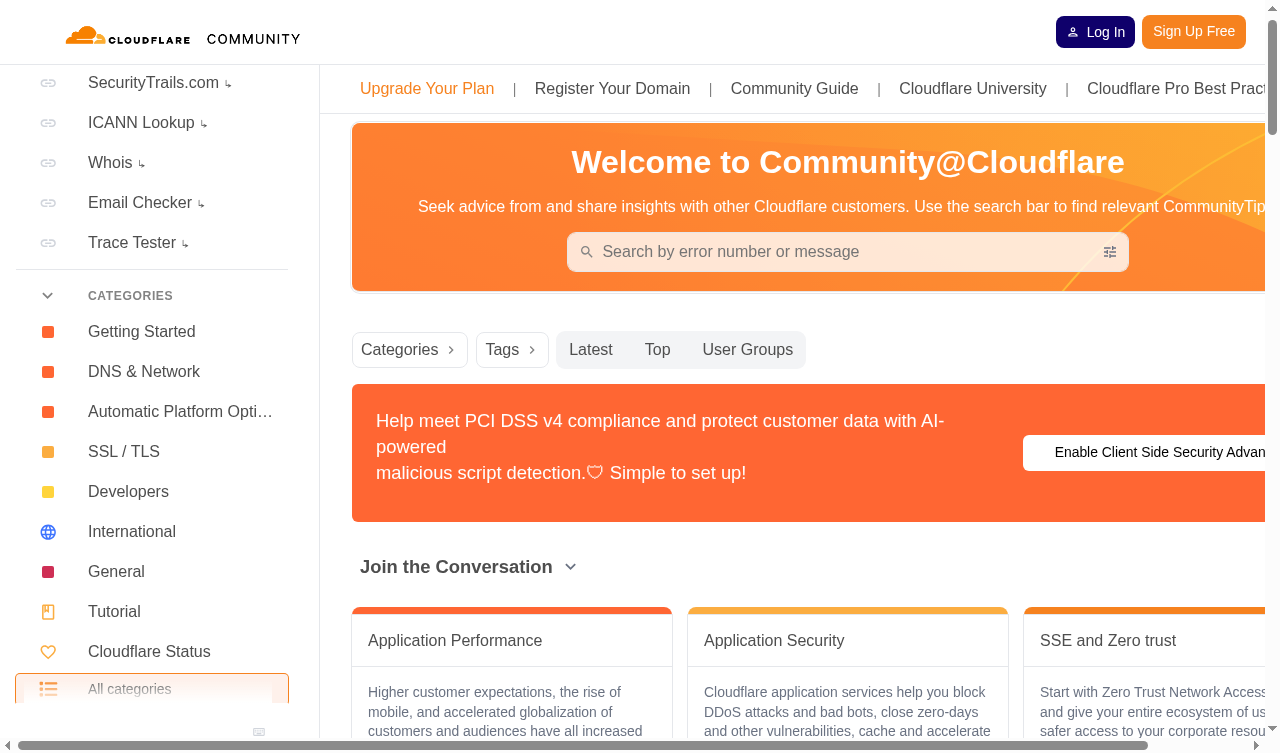 CLOUDFLARE COMMUNITY
Log In
Sign Up Free
SecurityTrails.com ↳
ICANN Lookup ↳
Whois ↳
Email Checker ↳
Trace Tester ↳
CATEGORIES
Getting Started
DNS & Network
Automatic Platform Opti…
SSL / TLS
Developers
International
General
Tutorial
Cloudflare Status
All categories
Upgrade Your Plan | Register Your Domain | Community Guide | Cloudflare University | Cloudflare Pro Best Pract
Welcome to Community@Cloudflare
Seek advice from and share insights with other Cloudflare customers. Use the search bar to find relevant CommunityTip
Search by error number or message
Categories
Tags
Latest
Top
User Groups
Help meet PCI DSS v4 compliance and protect customer data with AI-
powered
malicious script detection.🛡 Simple to set up!
Enable Client Side Security Advan
Join the Conversation
Application Performance
Higher customer expectations, the rise of
mobile, and accelerated globalization of
customers and audiences have all increased
Application Security
Cloudflare application services help you block
DDoS attacks and bad bots, close zero-days
and other vulnerabilities, cache and accelerate
SSE and Zero trust
Start with Zero Trust Network Access
and give your entire ecosystem of us
safer access to your corporate resou